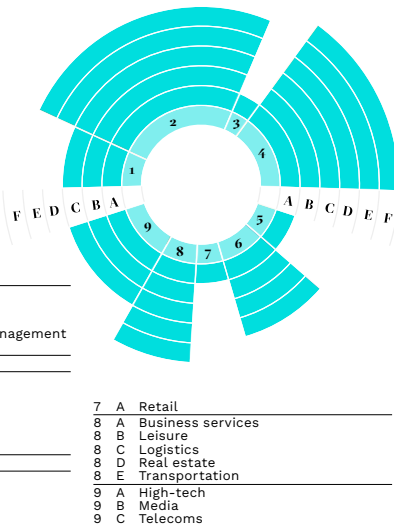 2
3
4
1
F E D C B A
A B C D E F
9
5
8
7
6
nagement
7 A Retail
8 A Business services
8 B Leisure
8 C Logistics
8 D Real estate
8 E Transportation
9 A High-tech
9 B Media
9 C Telecoms